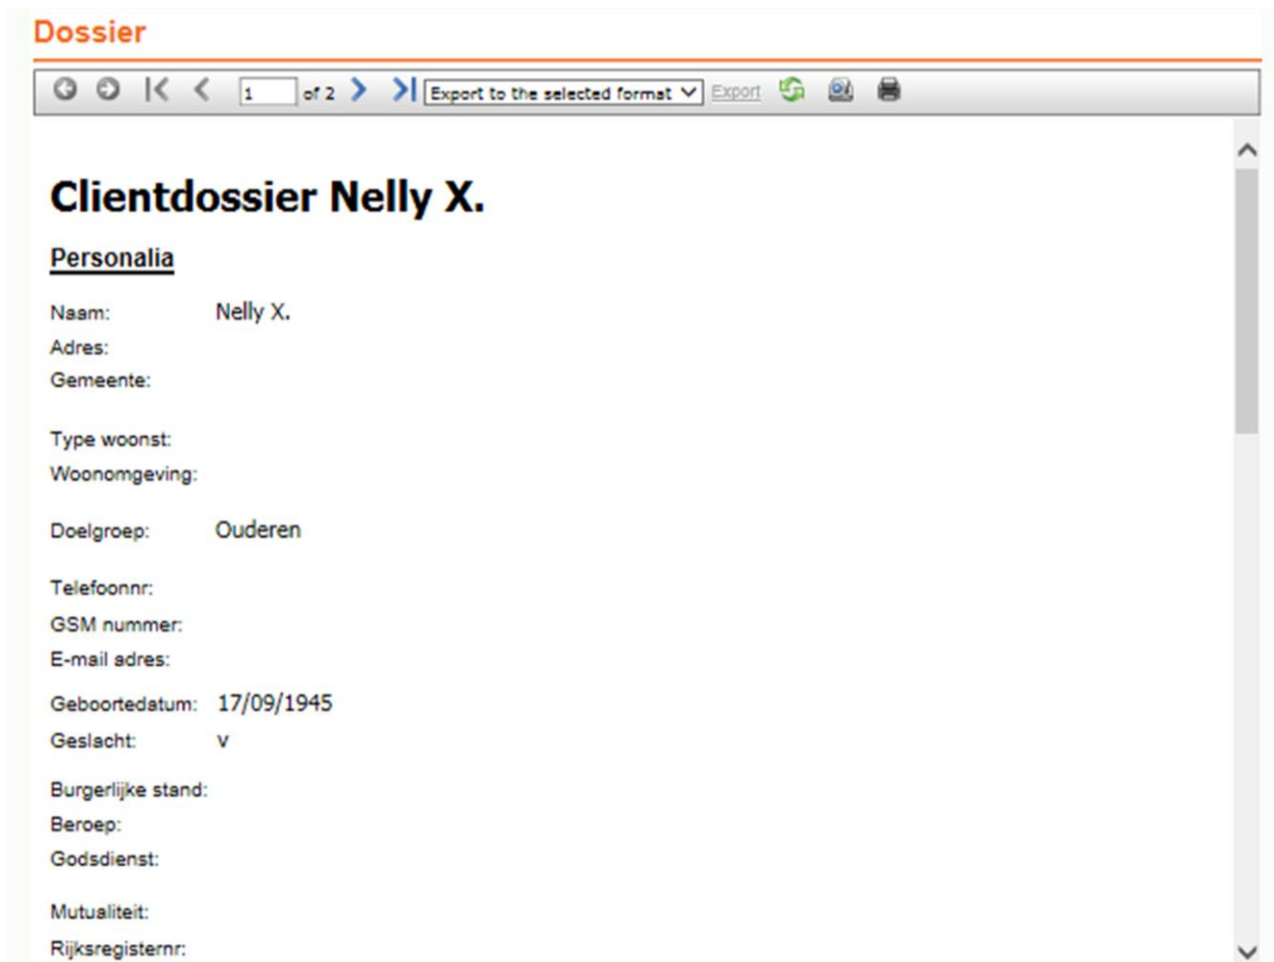 Dossier
1 of 2 Export to the selected format Export
Clientdossier Nelly X.
Personalia
Naam: Nelly X.
Adres:
Gemeente:
Type woonst:
Woonomgeving:
Doelgroep: Ouderen
Telefoonnr:
GSM nummer:
E-mail adres:
Geboortedatum: 17/09/1945
Geslacht: v
Burgerlijke stand:
Beroep:
Godsdienst:
Mutualiteit:
Rijksregisternr: